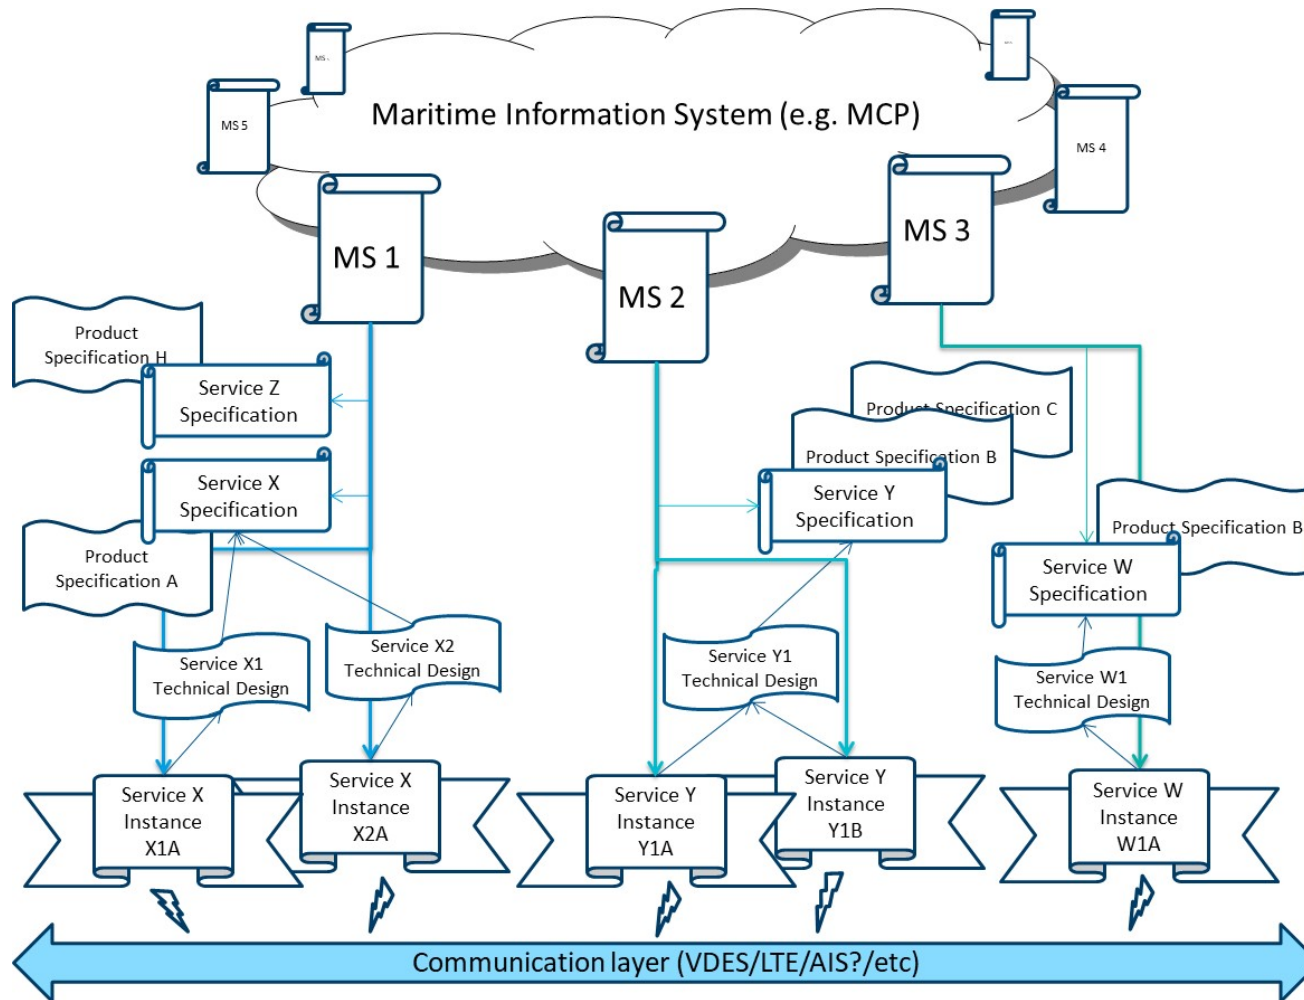 MS
MS 5
Maritime Information System (e.g. MCP)
MS 4
MS 1
MS 2
MS 3
Product
Specification H
Service Z
Specification
Service X
Specification
Product
Specification A
Service X1
Technical Design
Service X2
Technical Design
Product Specification C
Product Specification B
Service Y
Specification
Service Y1
Technical Design
Product Specification B
Service W
Specification
Service W1
Technical Design
Service X
Instance
X1A
Service X
Instance
X2A
Service Y
Instance
Y1A
Service Y
Instance
Y1B
Service W
Instance
W1A
Communication layer (VDES/LTE/AIS?/etc)